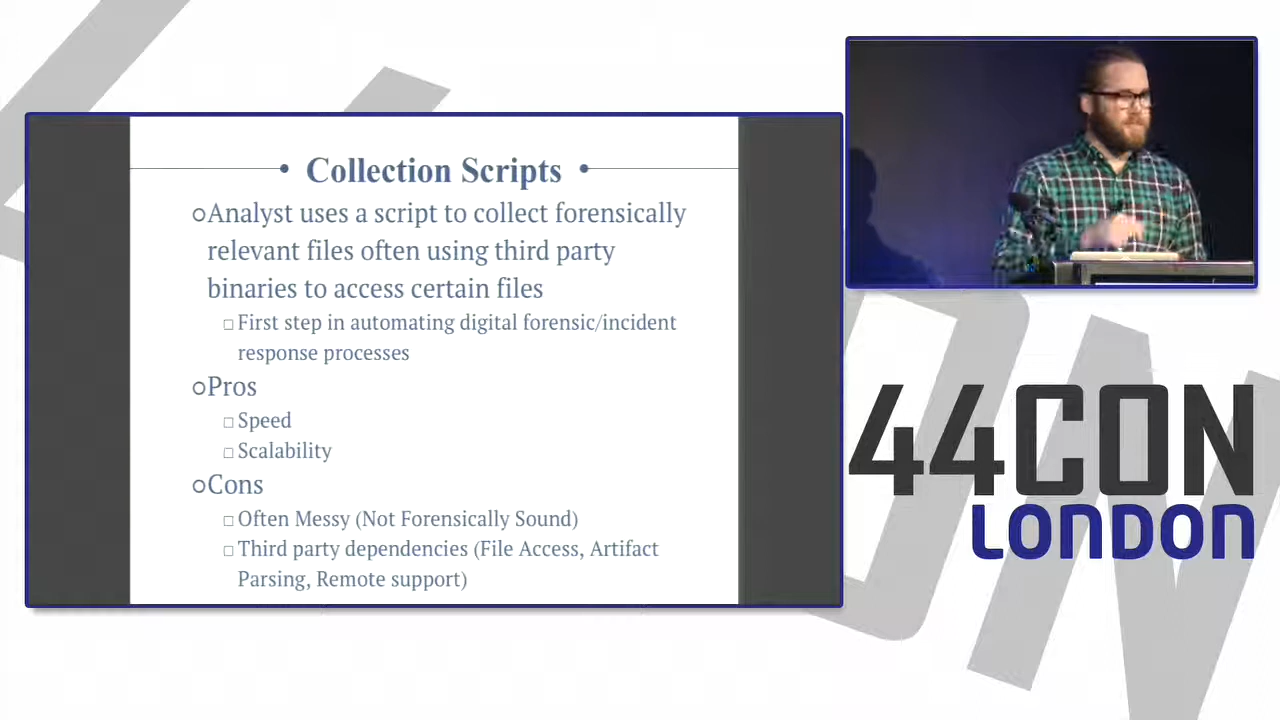 Collection Scripts
Analyst uses a script to collect forensically
relevant files often using third party
binaries to access certain files
First step in automating digital forensic/incident
response processes
Pros
Speed
Scalability
Cons
Often Messy (Not Forensically Sound)
Third party dependencies (File Access, Artifact
Parsing, Remote support)
44CON
LONDON